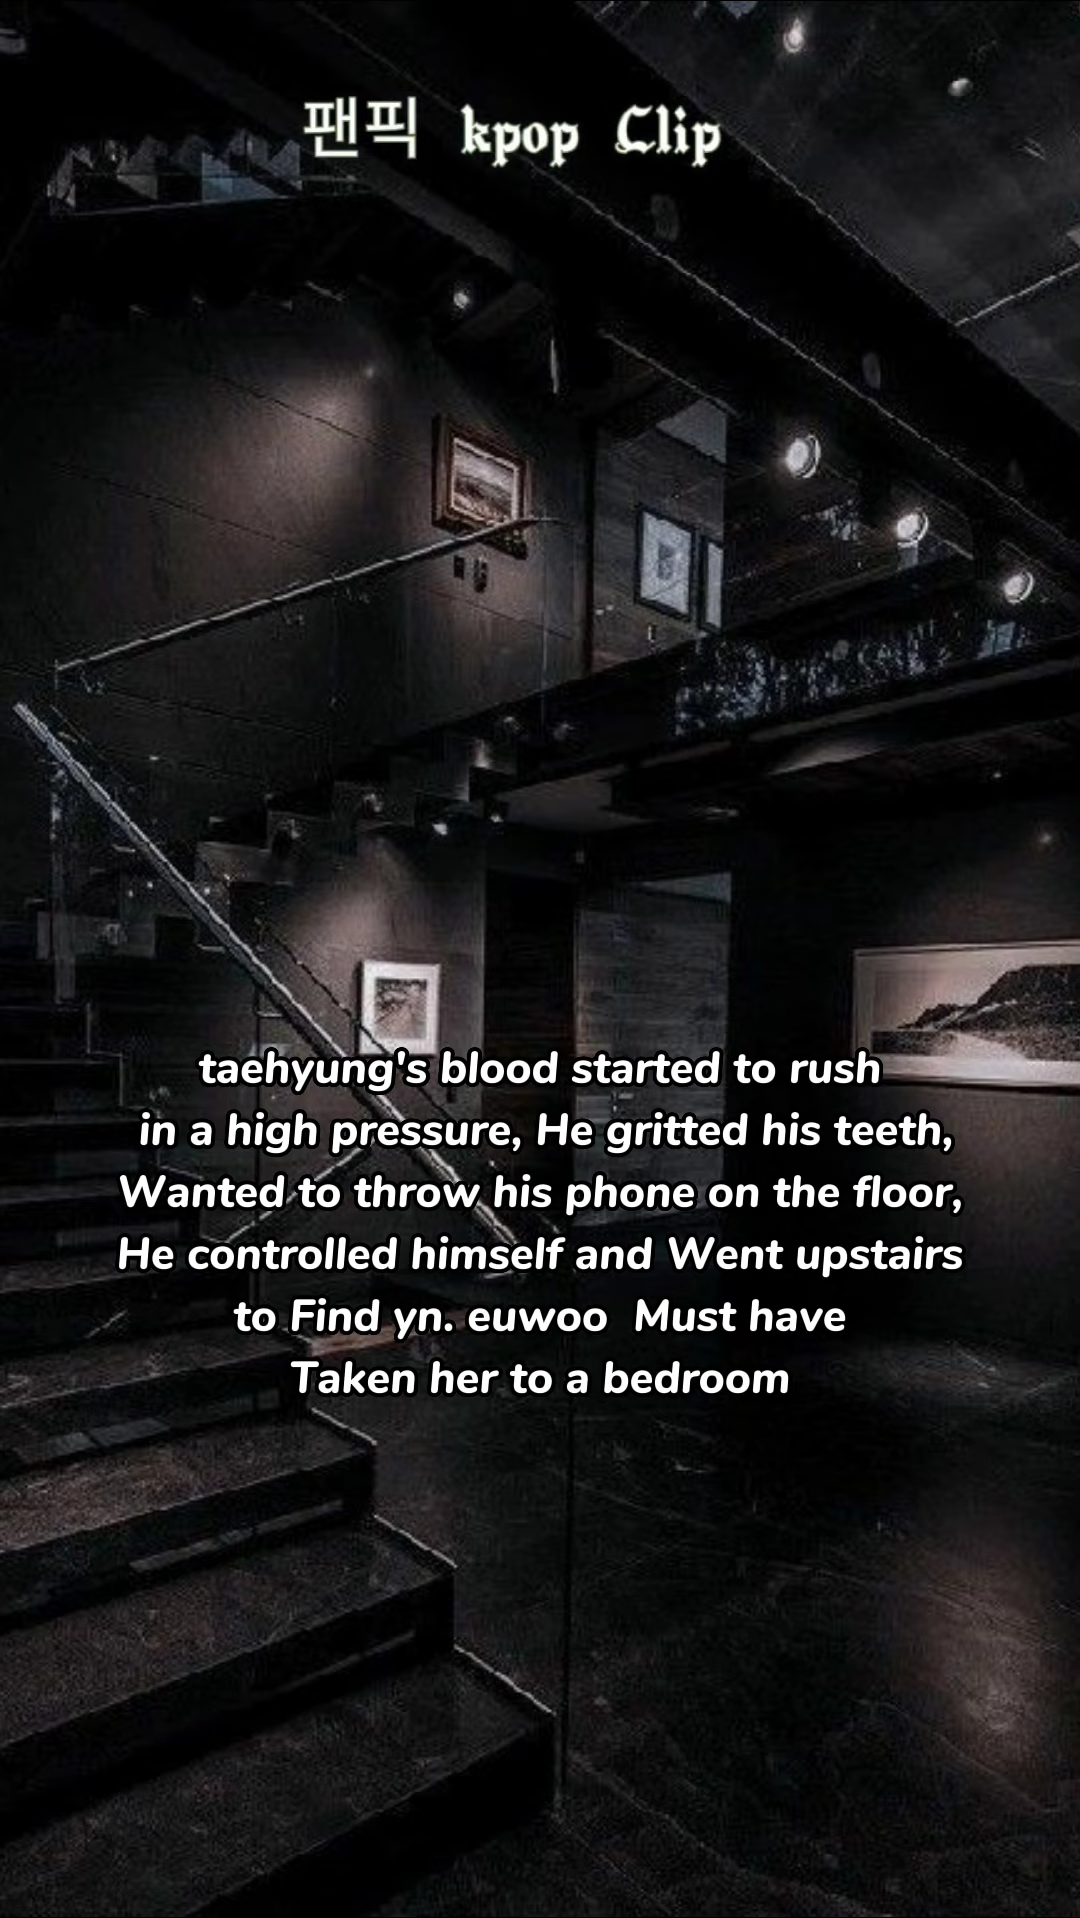 팬픽 kpop Clip
taehyung's blood started to rush
in a high pressure, He gritted his teeth,
Wanted to throw his phone on the floor,
He controlled himself and Went upstairs
to Find yn. euwoo  Must have
Taken her to a bedroom